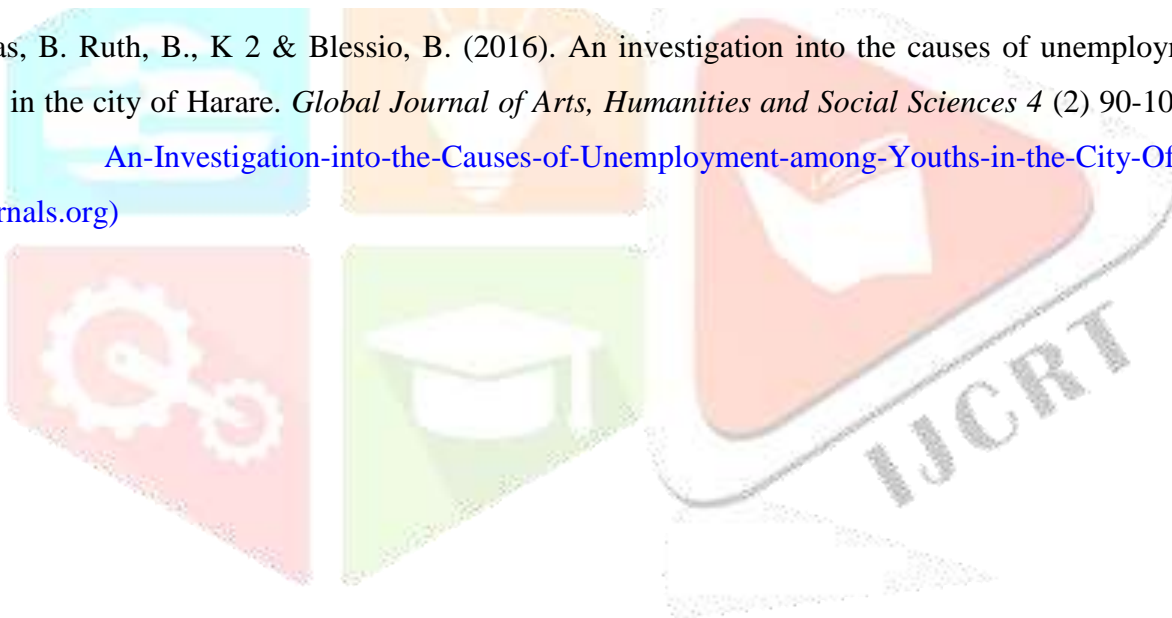 as, B. Ruth, B., K 2 & Blessio, B. (2016). An investigation into the causes of unemploy
in the city of Harare. Global Journal of Arts, Humanities and Social Sciences 4 (2) 90-10
An-Investigation-into-the-Causes-of-Unemployment-among-Youths-in-the-City-Of
rnals.org)
IJCRT